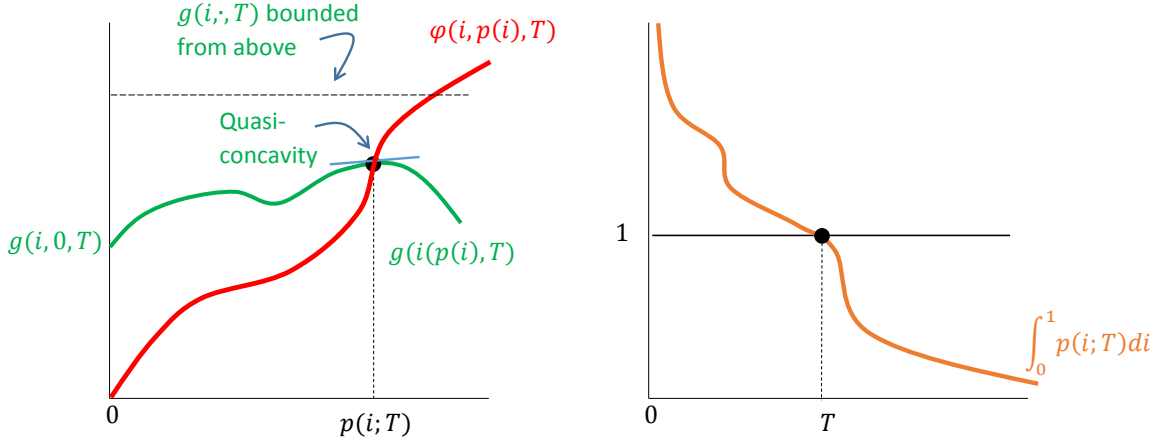 g(i,·,T) bounded
from above
φ(i, p(i), T)
Quasi-
concavity
g(i, 0, T)
g(i(p(i), T)
0
p(i; T)
1
∫₀¹ p(i; T)di
0
T